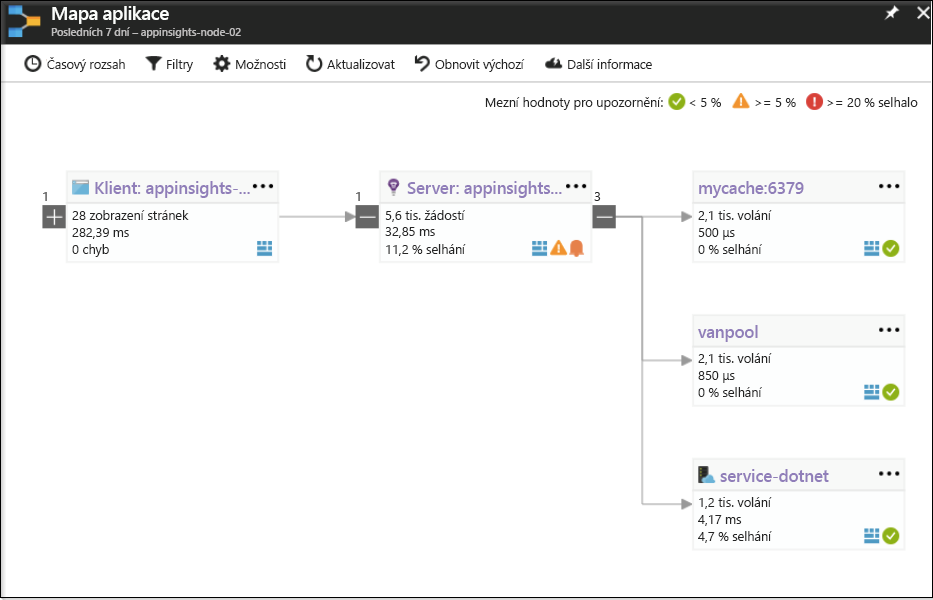 Mapa aplikace
Posledních 7 dní – appinsights-node-02
Časový rozsah Filtry Možnosti Aktualizovat Obnovit výchozí Další informace
Mezní hodnoty pro upozornění: < 5 % >= 5 % >= 20 % selhalo
1
Klient: appinsights-...
28 zobrazení stránek
282,39 ms
0 chyb
1
Server: appinsights...
5,6 tis. žádostí
32,85 ms
11,2 % selhání
3
mycache:6379
2,1 tis. volání
500 µs
0 % selhání
vanpool
2,1 tis. volání
850 µs
0 % selhání
service-dotnet
1,2 tis. volání
4,17 ms
4,7 % selhání